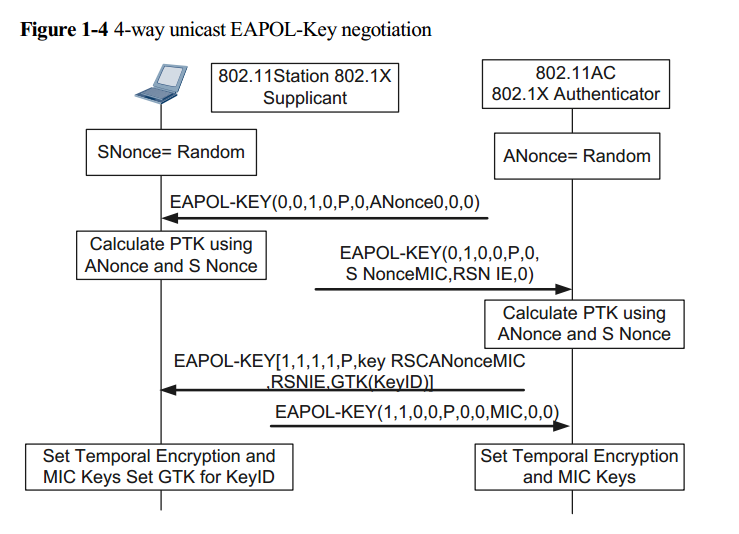 Figure 1-4 4-way unicast EAPOL-Key negotiation
802.11Station 802.1X
Supplicant
802.11AC
802.1X Authenticator
SNonce= Random
ANonce= Random
EAPOL-KEY(0,0,1,0,P,0,ANonce0,0,0)
Calculate PTK using
ANonce and S Nonce
EAPOL-KEY(0,1,0,0,P,0,
S NonceMIC,RSN IE,0)
Calculate PTK using
ANonce and S Nonce
EAPOL-KEY[1,1,1,1,P,key RSCANonceMIC
,RSNIE,GTK(KeyID)]
EAPOL-KEY(1,1,0,0,P,0,0,MIC,0,0)
Set Temporal Encryption and
MIC Keys Set GTK for KeyID
Set Temporal Encryption
and MIC Keys